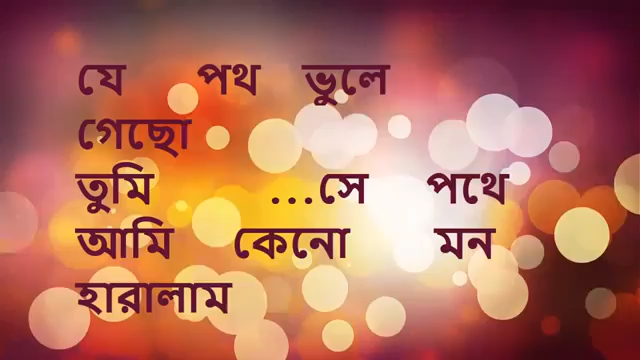 যে পথ ভুলে
গেছো
তুমি ...সে পথে
আমি কেনো মন
হারালাম